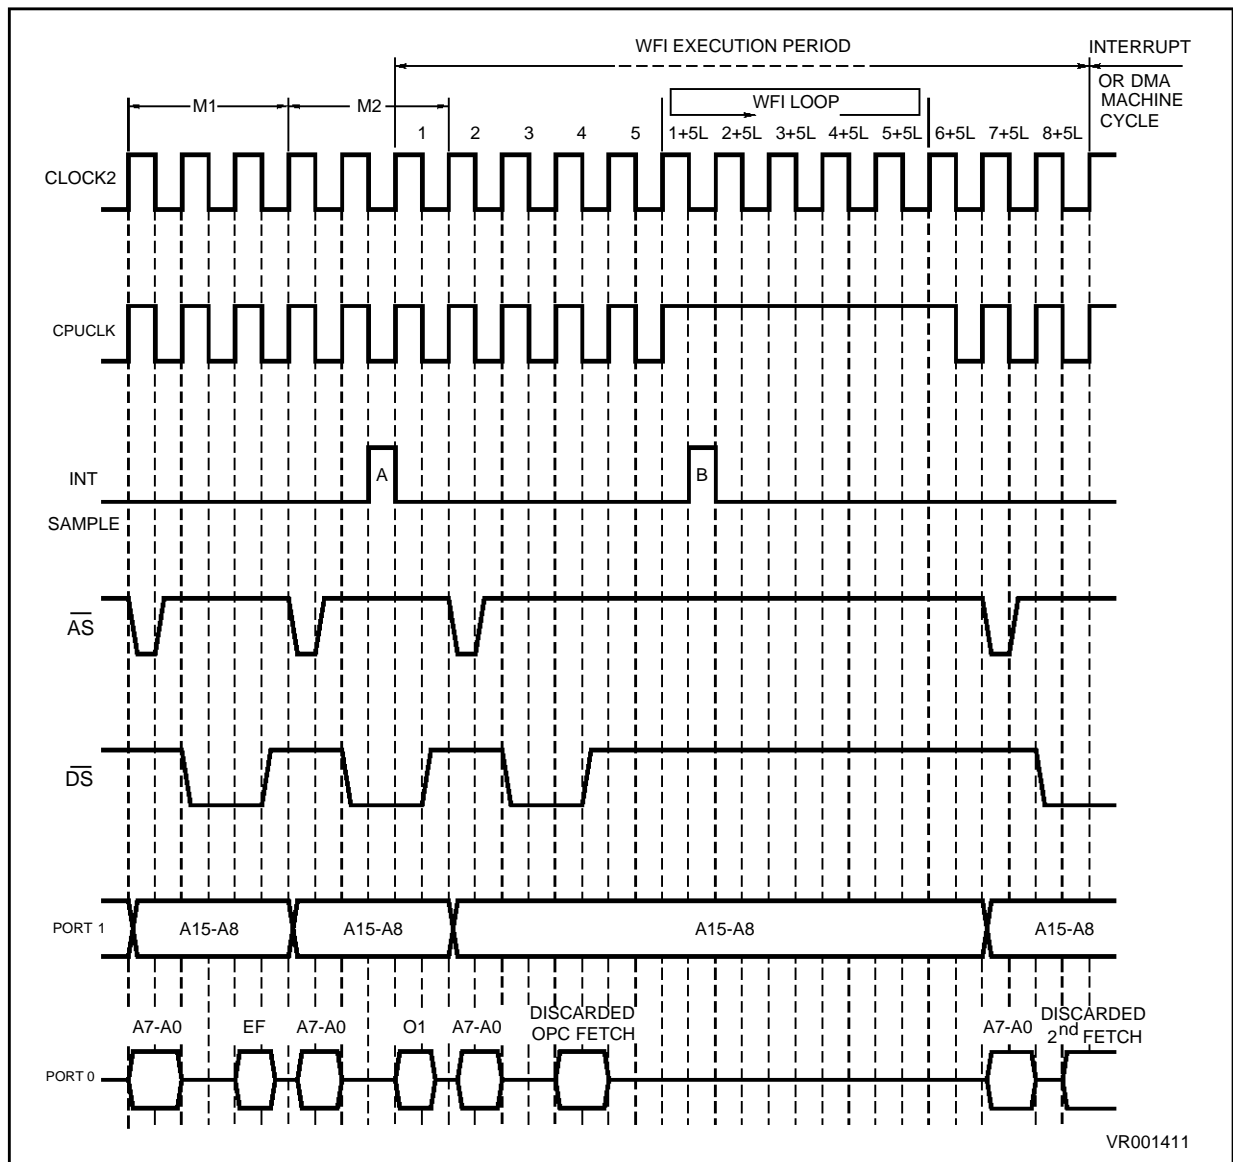 WFI EXECUTION PERIOD
INTERRUPT
OR DMA
MACHINE
CYCLE
M1
M2
WFI LOOP
1 2 3 4 5 1+5L 2+5L 3+5L 4+5L 5+5L 6+5L 7+5L 8+5L
CLOCK2
CPUCLK
INT
SAMPLE
A
B
AS
DS
PORT 1
A15-A8 A15-A8 A15-A8 A15-A8
A7-A0 EF A7-A0 O1 A7-A0
DISCARDED
OPC FETCH
A7-A0
DISCARDED
2nd FETCH
PORT 0
VR001411